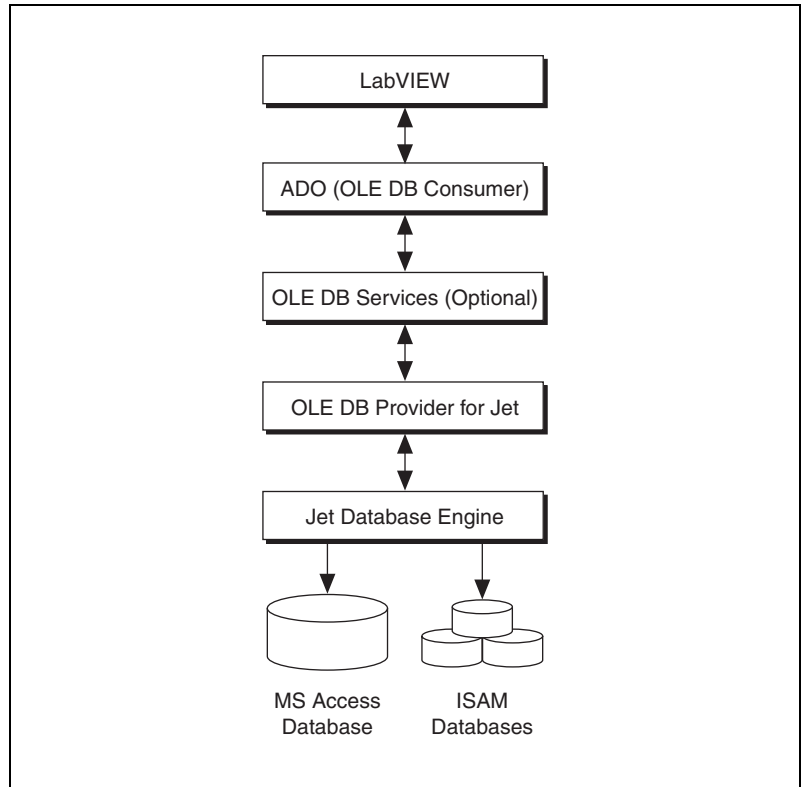 LabVIEW
ADO (OLE DB Consumer)
OLE DB Services (Optional)
OLE DB Provider for Jet
Jet Database Engine
MS Access
Database
ISAM
Databases